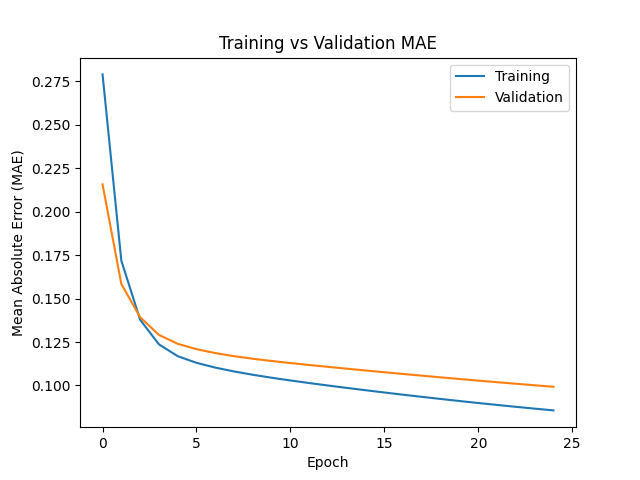 Training vs Validation MAE
Training
Validation
Mean Absolute Error (MAE)
0.275
0.250
0.225
0.200
0.175
0.150
0.125
0.100
0 5 10 15 20 25
Epoch